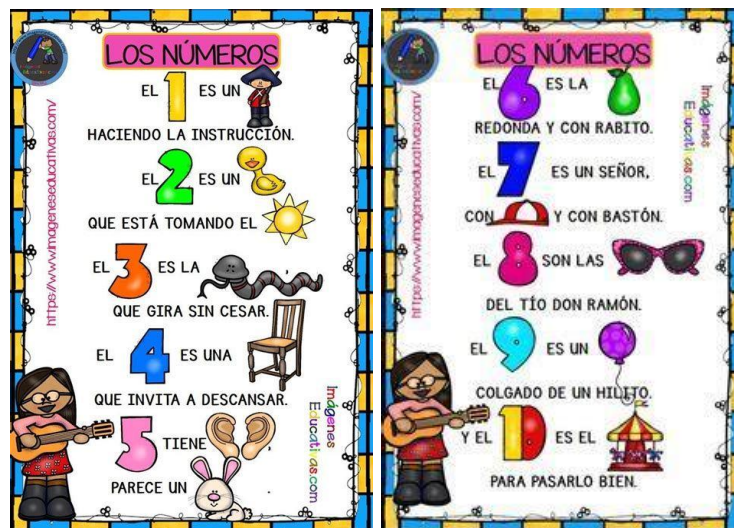 LOS NÚMEROS
EL 1 ES UN
HACIENDO LA INSTRUCCIÓN.
EL 2 ES UN
QUE ESTÁ TOMANDO EL
EL 3 ES LA ,
QUE GIRA SIN CESAR.
EL 4 ES UNA
QUE INVITA A DESCANSAR.
5 TIENE ,
PARECE UN .
https://www.imageneseducativas.com/
Imágenes
Educativas.com
LOS NÚMEROS
EL 6 ES LA
REDONDA Y CON RABITO.
EL 7 ES UN SEÑOR,
CON Y CON BASTÓN.
EL 8 SON LAS
DEL TÍO DON RAMÓN.
EL 9 ES UN
COLGADO DE UN HILITO.
Y EL 10 ES EL
PARA PASARLO BIEN.
https://www.imageneseducativas.com/
Imágenes
Educativas.com